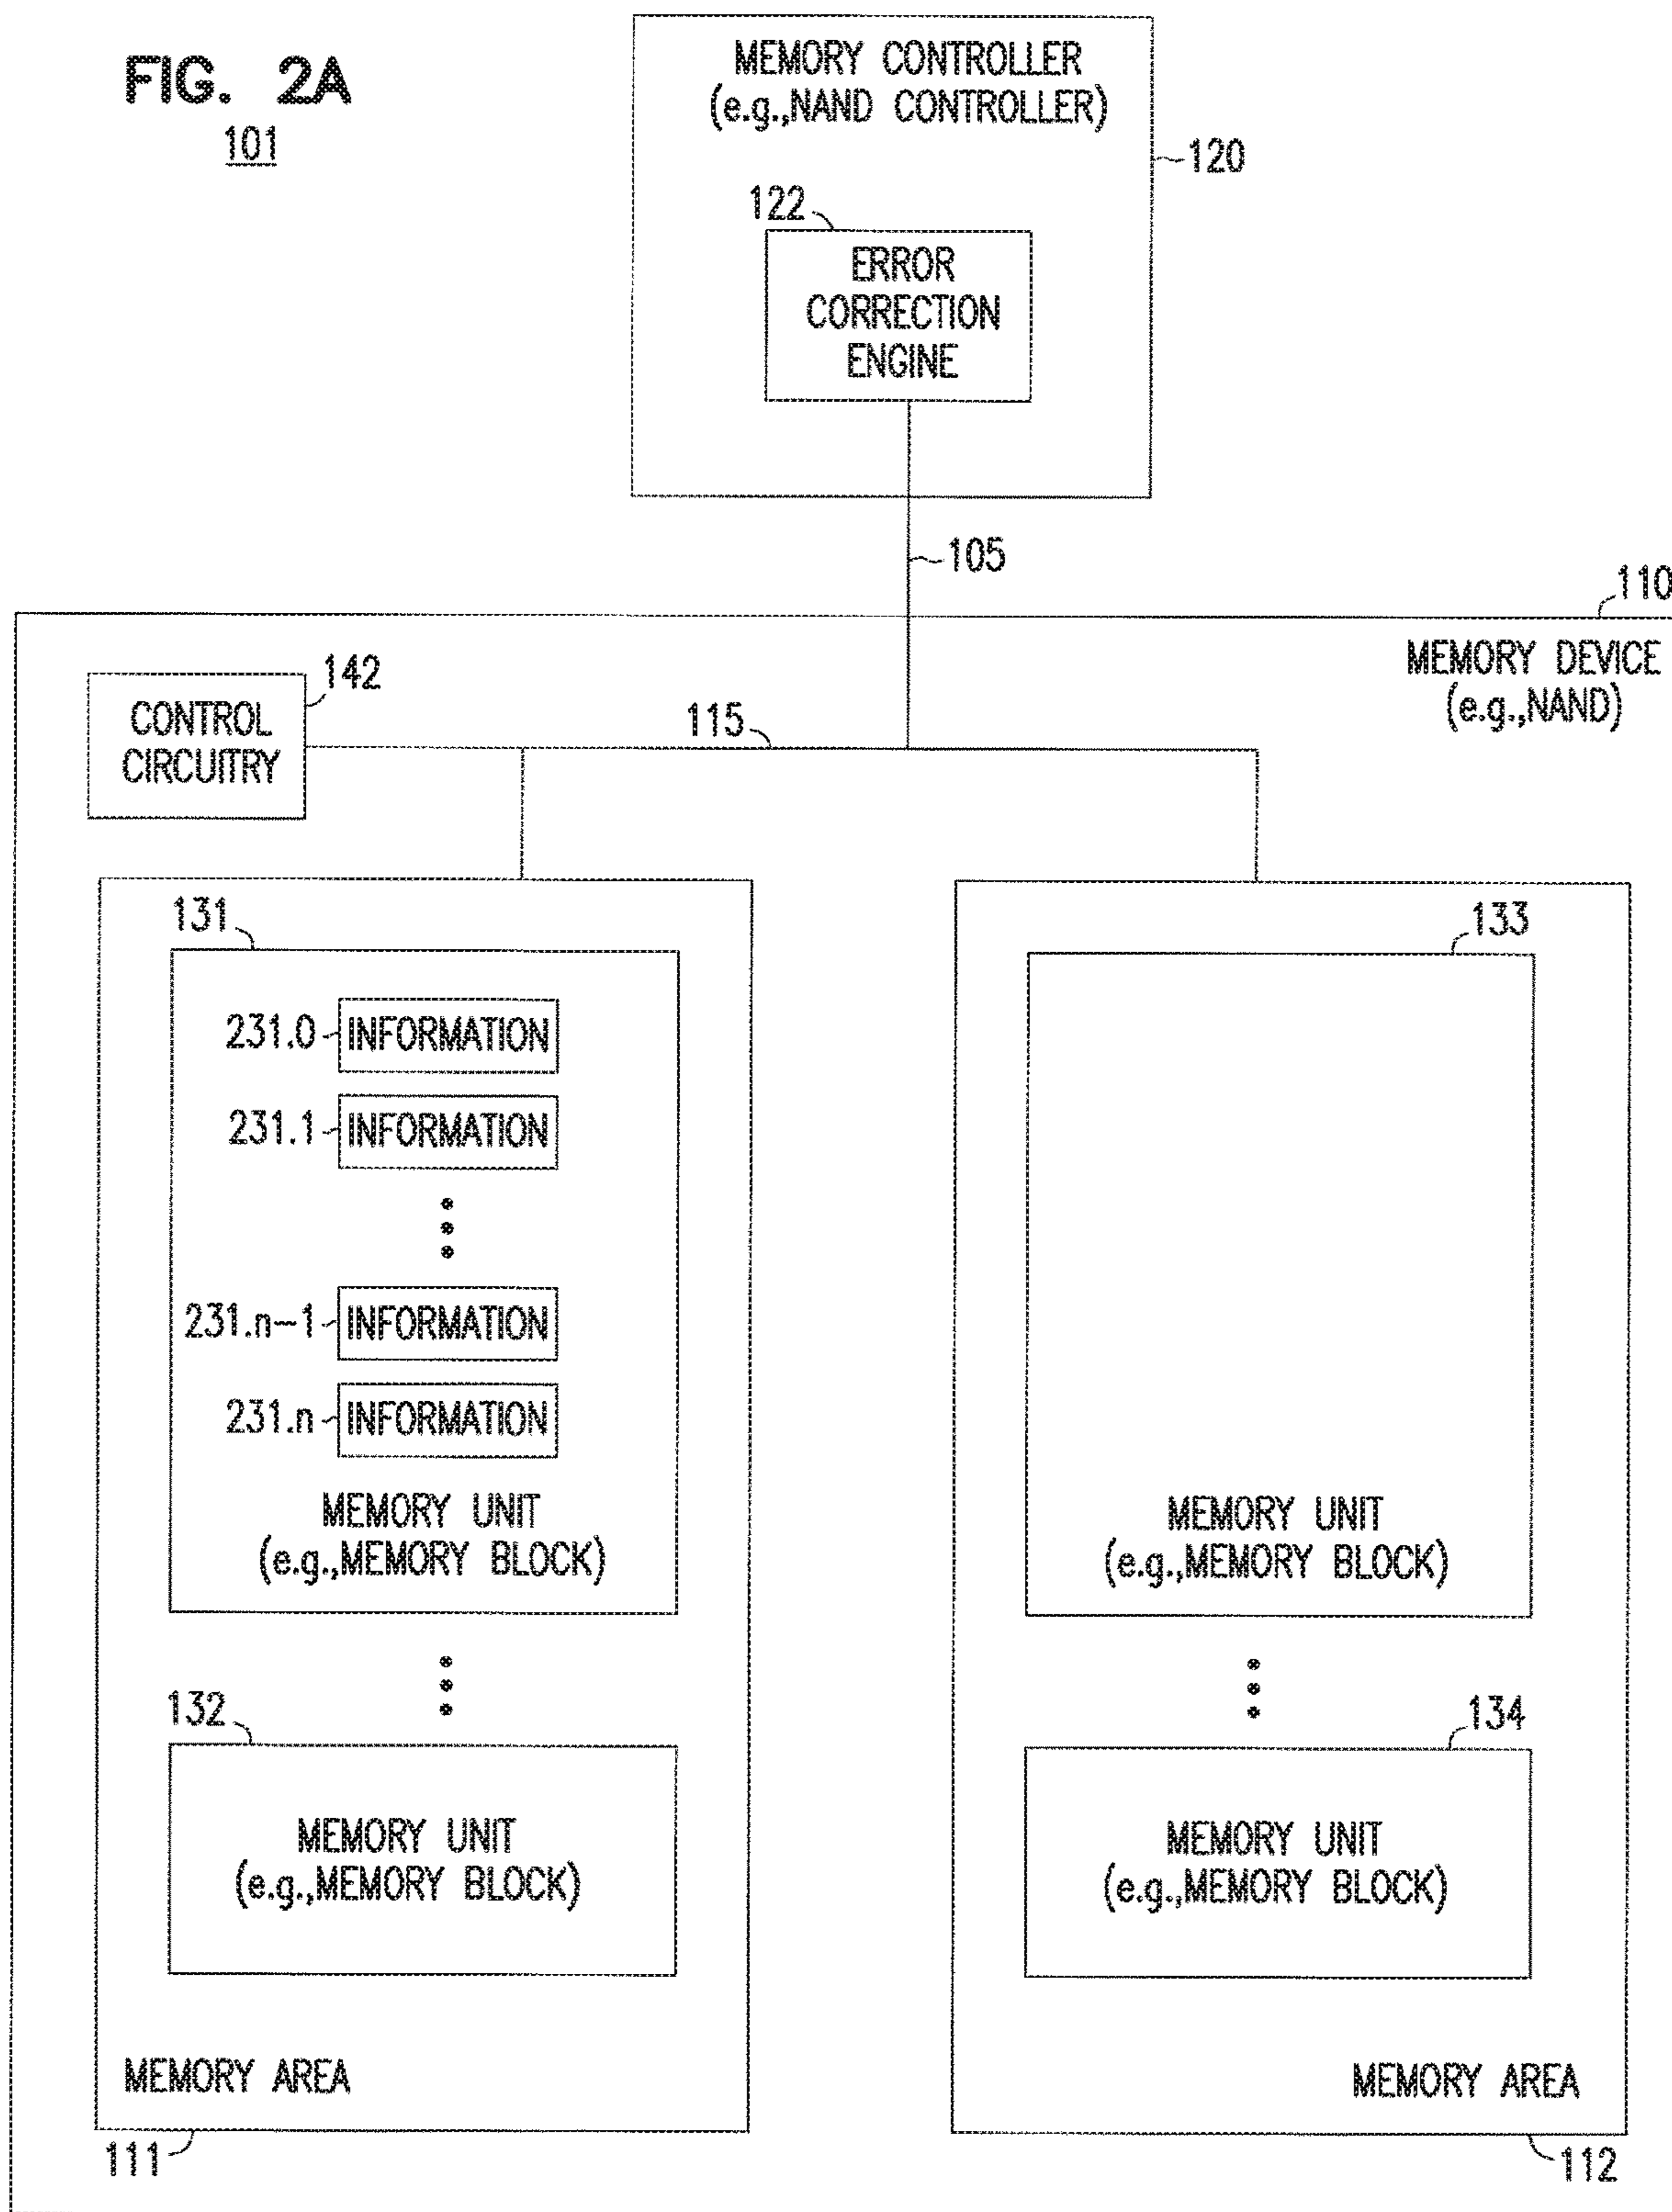 FIG. 2A
101
MEMORY CONTROLLER
(e.g.,NAND CONTROLLER)
120
122
ERROR
CORRECTION
ENGINE
105
110
MEMORY DEVICE
(e.g.,NAND)
142
CONTROL
CIRCUITRY
115
131
231.0
INFORMATION
231.1
INFORMATION
231.n-1
INFORMATION
231.n
INFORMATION
MEMORY UNIT
(e.g.,MEMORY BLOCK)
132
MEMORY UNIT
(e.g.,MEMORY BLOCK)
MEMORY AREA
111
133
MEMORY UNIT
(e.g.,MEMORY BLOCK)
134
MEMORY UNIT
(e.g.,MEMORY BLOCK)
MEMORY AREA
112